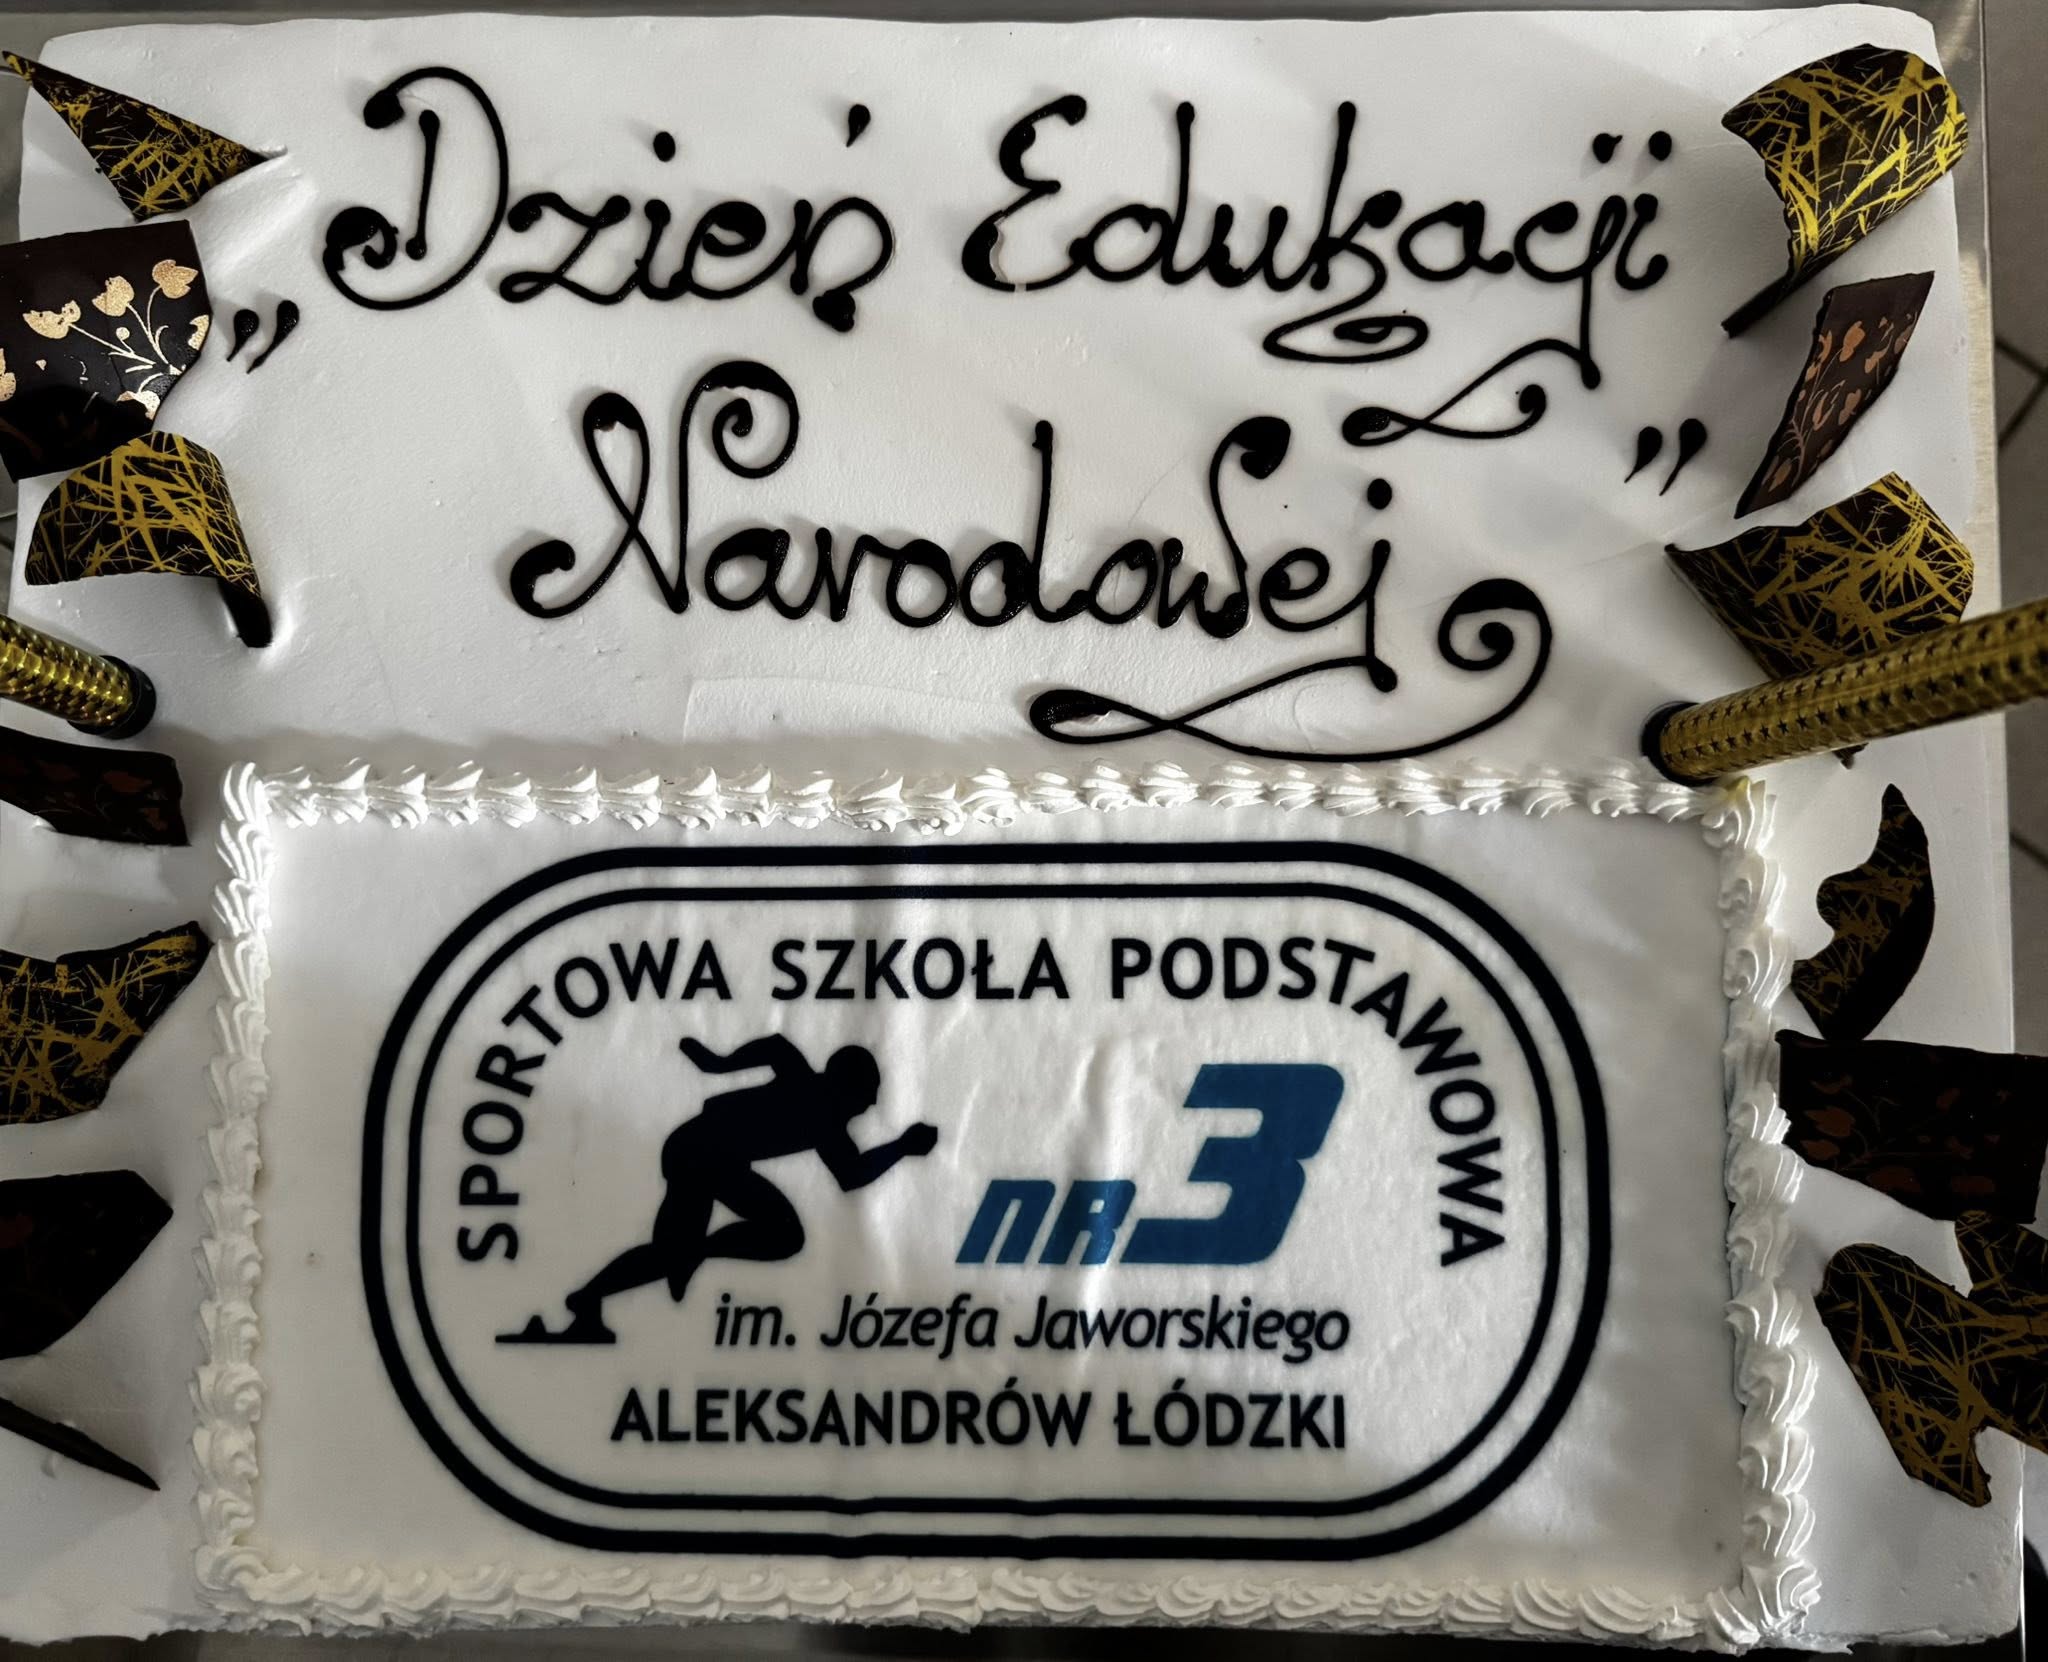 „Dzień Edukacji
Narodowej”
SPORTOWA SZKOŁA PODSTAWOWA
NR 3
im. Józefa Jaworskiego
ALEKSANDRÓW ŁÓDZKI